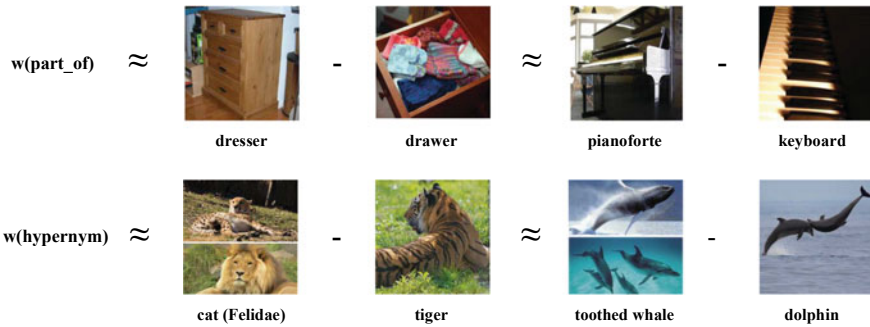 w(part_of) ≈ - ≈ -
dresser drawer pianoforte keyboard
w(hypernym) ≈ - ≈ -
cat (Felidae) tiger toothed whale dolphin